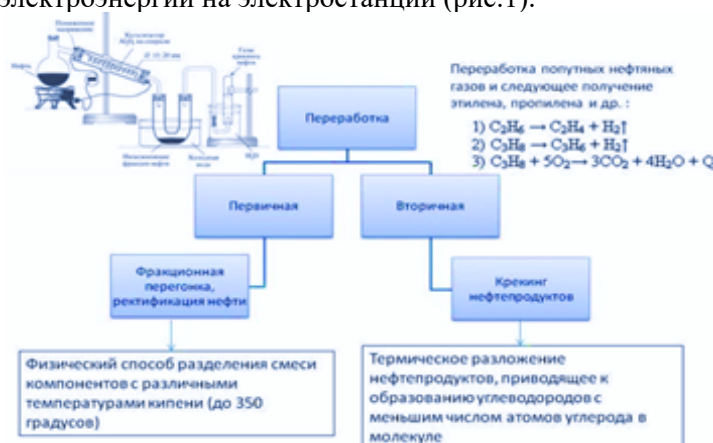 электроэнергии на электростанции (рис.1).
Нефть
Холодная
вода
Переработка попутных нефтяных
газов и следующее получение
этилена, пропилена и др. :
1) C₂H₆ → C₂H₄ + H₂↑
2) C₃H₈ → C₃H₆ + H₂↑
3) C₃H₈ + 5O₂→ 3CO₂ + 4H₂O + Q
Переработка
Первичная
Вторичная
Фракционная
перегонка,
ректификация нефти
Крекинг
нефтепродуктов
Физический способ разделения смеси
компонентов с различными
температурами кипени (до 350
градусов)
Термическое разложение
нефтепродуктов, приводящее к
образованию углеводородов с
меньшим числом атомов углерода в
молекуле